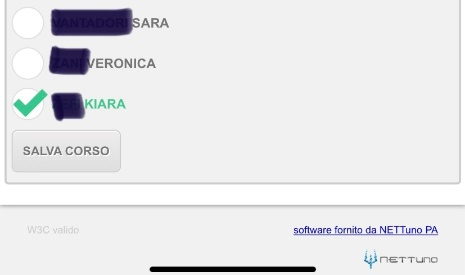 SARA
VERONICA
KIARA
SALVA CORSO
W3C valido
software fornito da NETTuno PA
NETTUNO